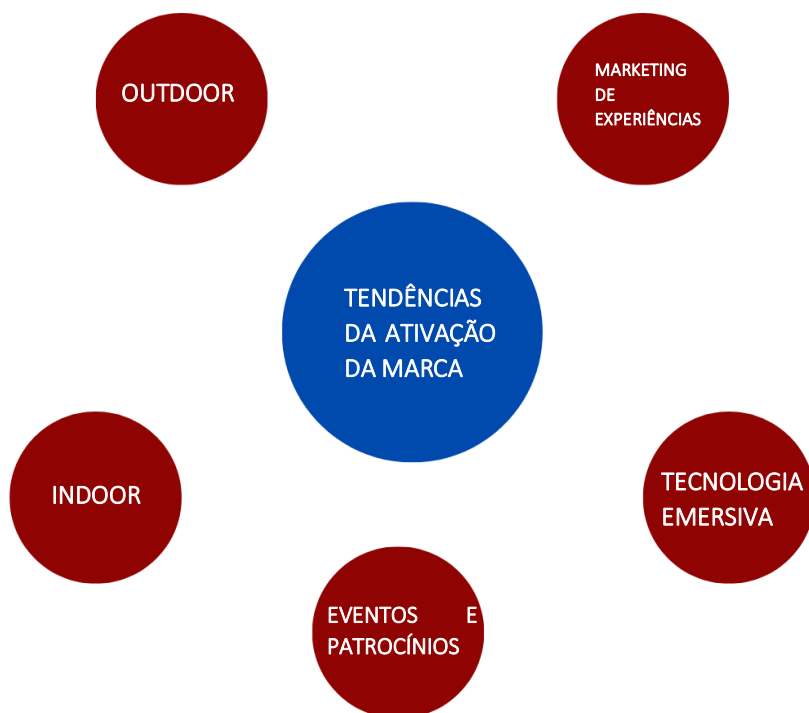 OUTDOOR
MARKETING
DE
EXPERIÊNCIAS
TENDÊNCIAS
DA ATIVAÇÃO
DA MARCA
INDOOR
TECNOLOGIA
EMERSIVA
EVENTOS E
PATROCÍNIOS